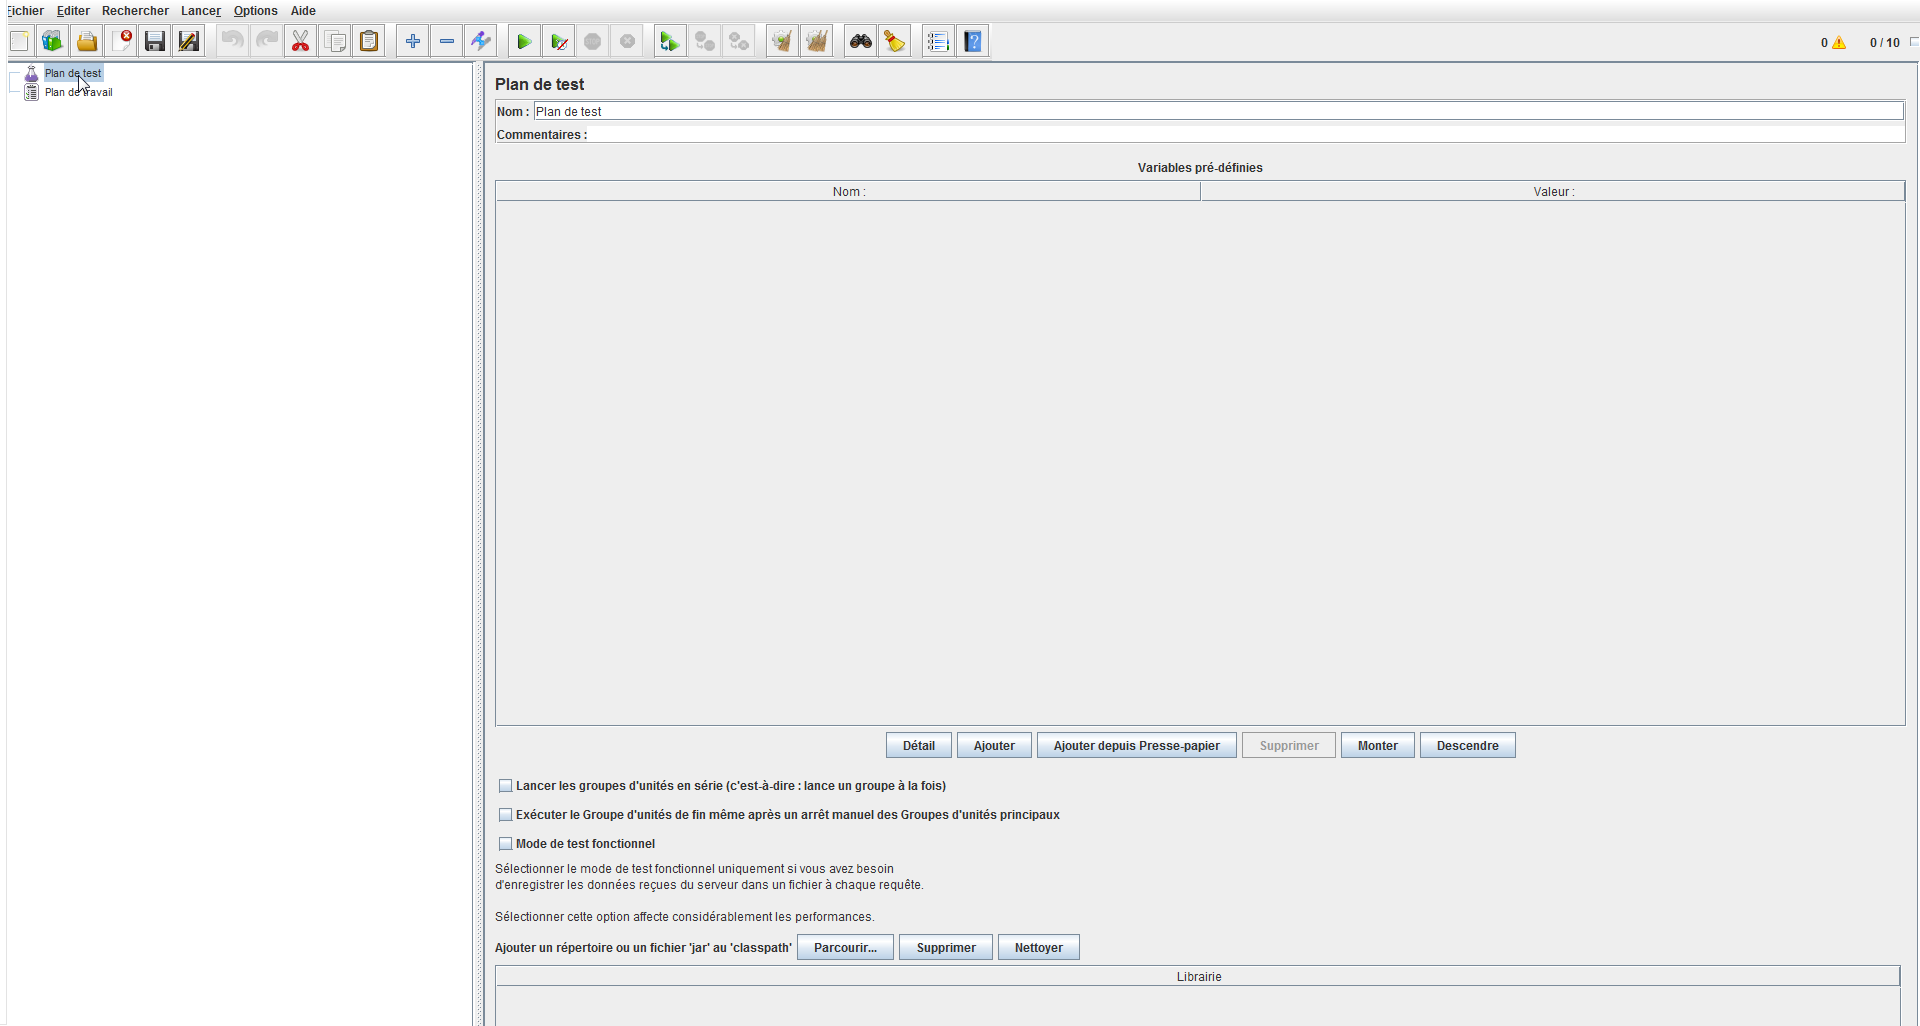 Fichier Editer Rechercher Lancer Options Aide
0 0 / 10
Plan de test
Plan de travail
Plan de test
Nom : Plan de test
Commentaires :
Variables pré-définies
Nom : Valeur :
Détail Ajouter Ajouter depuis Presse-papier Supprimer Monter Descendre
Lancer les groupes d'unités en série (c'est-à-dire : lance un groupe à la fois)
Exécuter le Groupe d'unités de fin même après un arrêt manuel des Groupes d'unités principaux
Mode de test fonctionnel
Sélectionner le mode de test fonctionnel uniquement si vous avez besoin
d'enregistrer les données reçues du serveur dans un fichier à chaque requête.
Sélectionner cette option affecte considérablement les performances.
Ajouter un répertoire ou un fichier 'jar' au 'classpath' Parcourir... Supprimer Nettoyer
Librairie